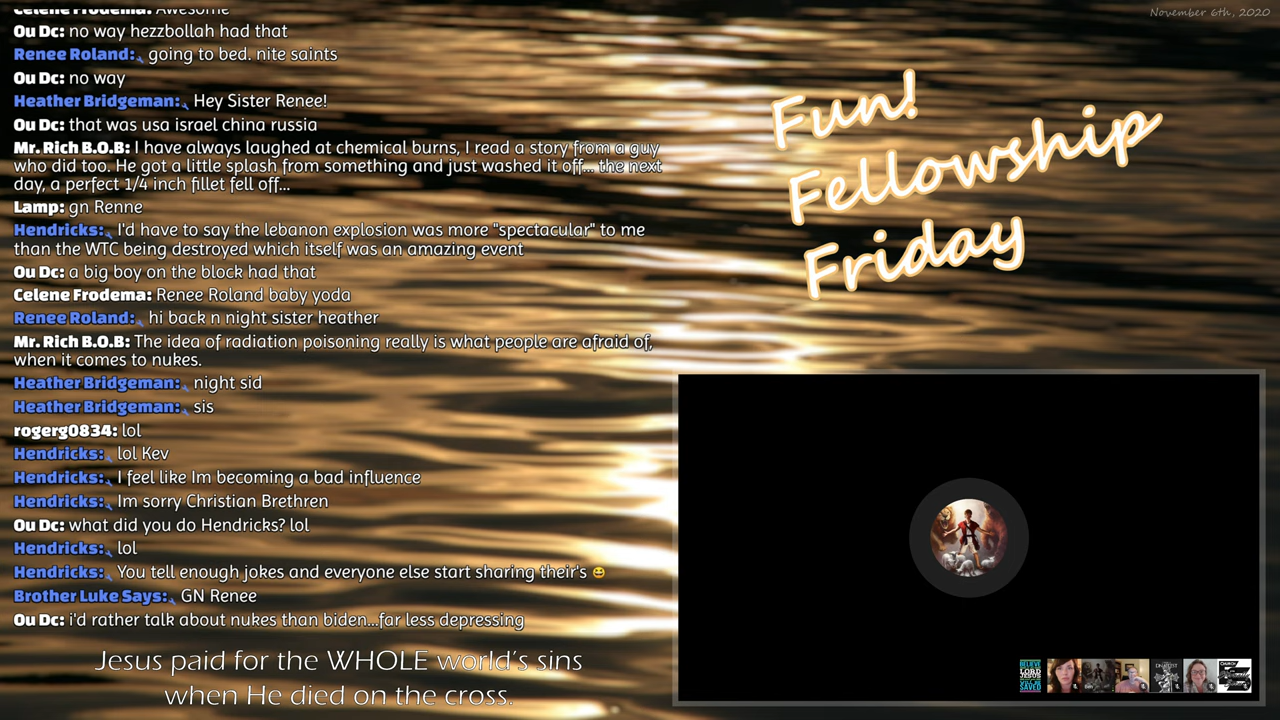 Celene Frodema: Awesome
Ou Dc: no way hezzbollah had that
Renee Roland: going to bed. nite saints
Ou Dc: no way
Heather Bridgeman: Hey Sister Renee!
Ou Dc: that was usa israel china russia
Mr. Rich B.O.B: I have always laughed at chemical burns, I read a story from a guy
who did too. He got a little splash from something and just washed it off... the next
day, a perfect 1/4 inch fillet fell off...
Lamp: gn Renne
Hendricks: I'd have to say the lebanon explosion was more "spectacular" to me
than the WTC being destroyed which itself was an amazing event
Ou Dc: a big boy on the block had that
Celene Frodema: Renee Roland baby yoda
Renee Roland: hi back n night sister heather
Mr. Rich B.O.B: The idea of radiation poisoning really is what people are afraid of,
when it comes to nukes.
Heather Bridgeman: night sid
Heather Bridgeman: sis
rogerg0834: lol
Hendricks: lol Kev
Hendricks: I feel like Im becoming a bad influence
Hendricks: Im sorry Christian Brethren
Ou Dc: what did you do Hendricks? lol
Hendricks: lol
Hendricks: You tell enough jokes and everyone else start sharing their's 😆
Brother Luke Says: GN Renee
Ou Dc: i'd rather talk about nukes than biden...far less depressing
Jesus paid for the WHOLE world's sins
when He died on the cross.
November 6th, 2020
Fun!
Fellowship
Friday
BELIEVE
LORD
JESUS
SAVED